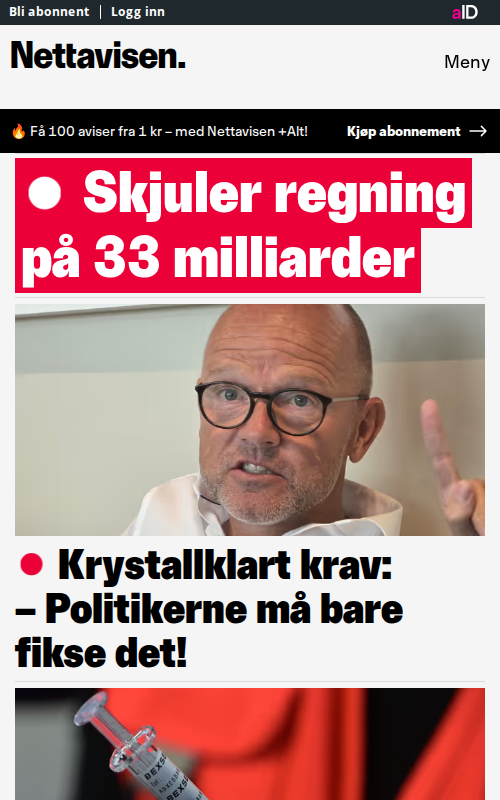 Bli abonnent | Logg inn
aID
Nettavisen.
Meny
🔥 Få 100 aviser fra 1 kr – med Nettavisen +Alt!
Kjøp abonnement →
Skjuler regning
på 33 milliarder
Krystallklart krav:
– Politikerne må bare
fikse det!